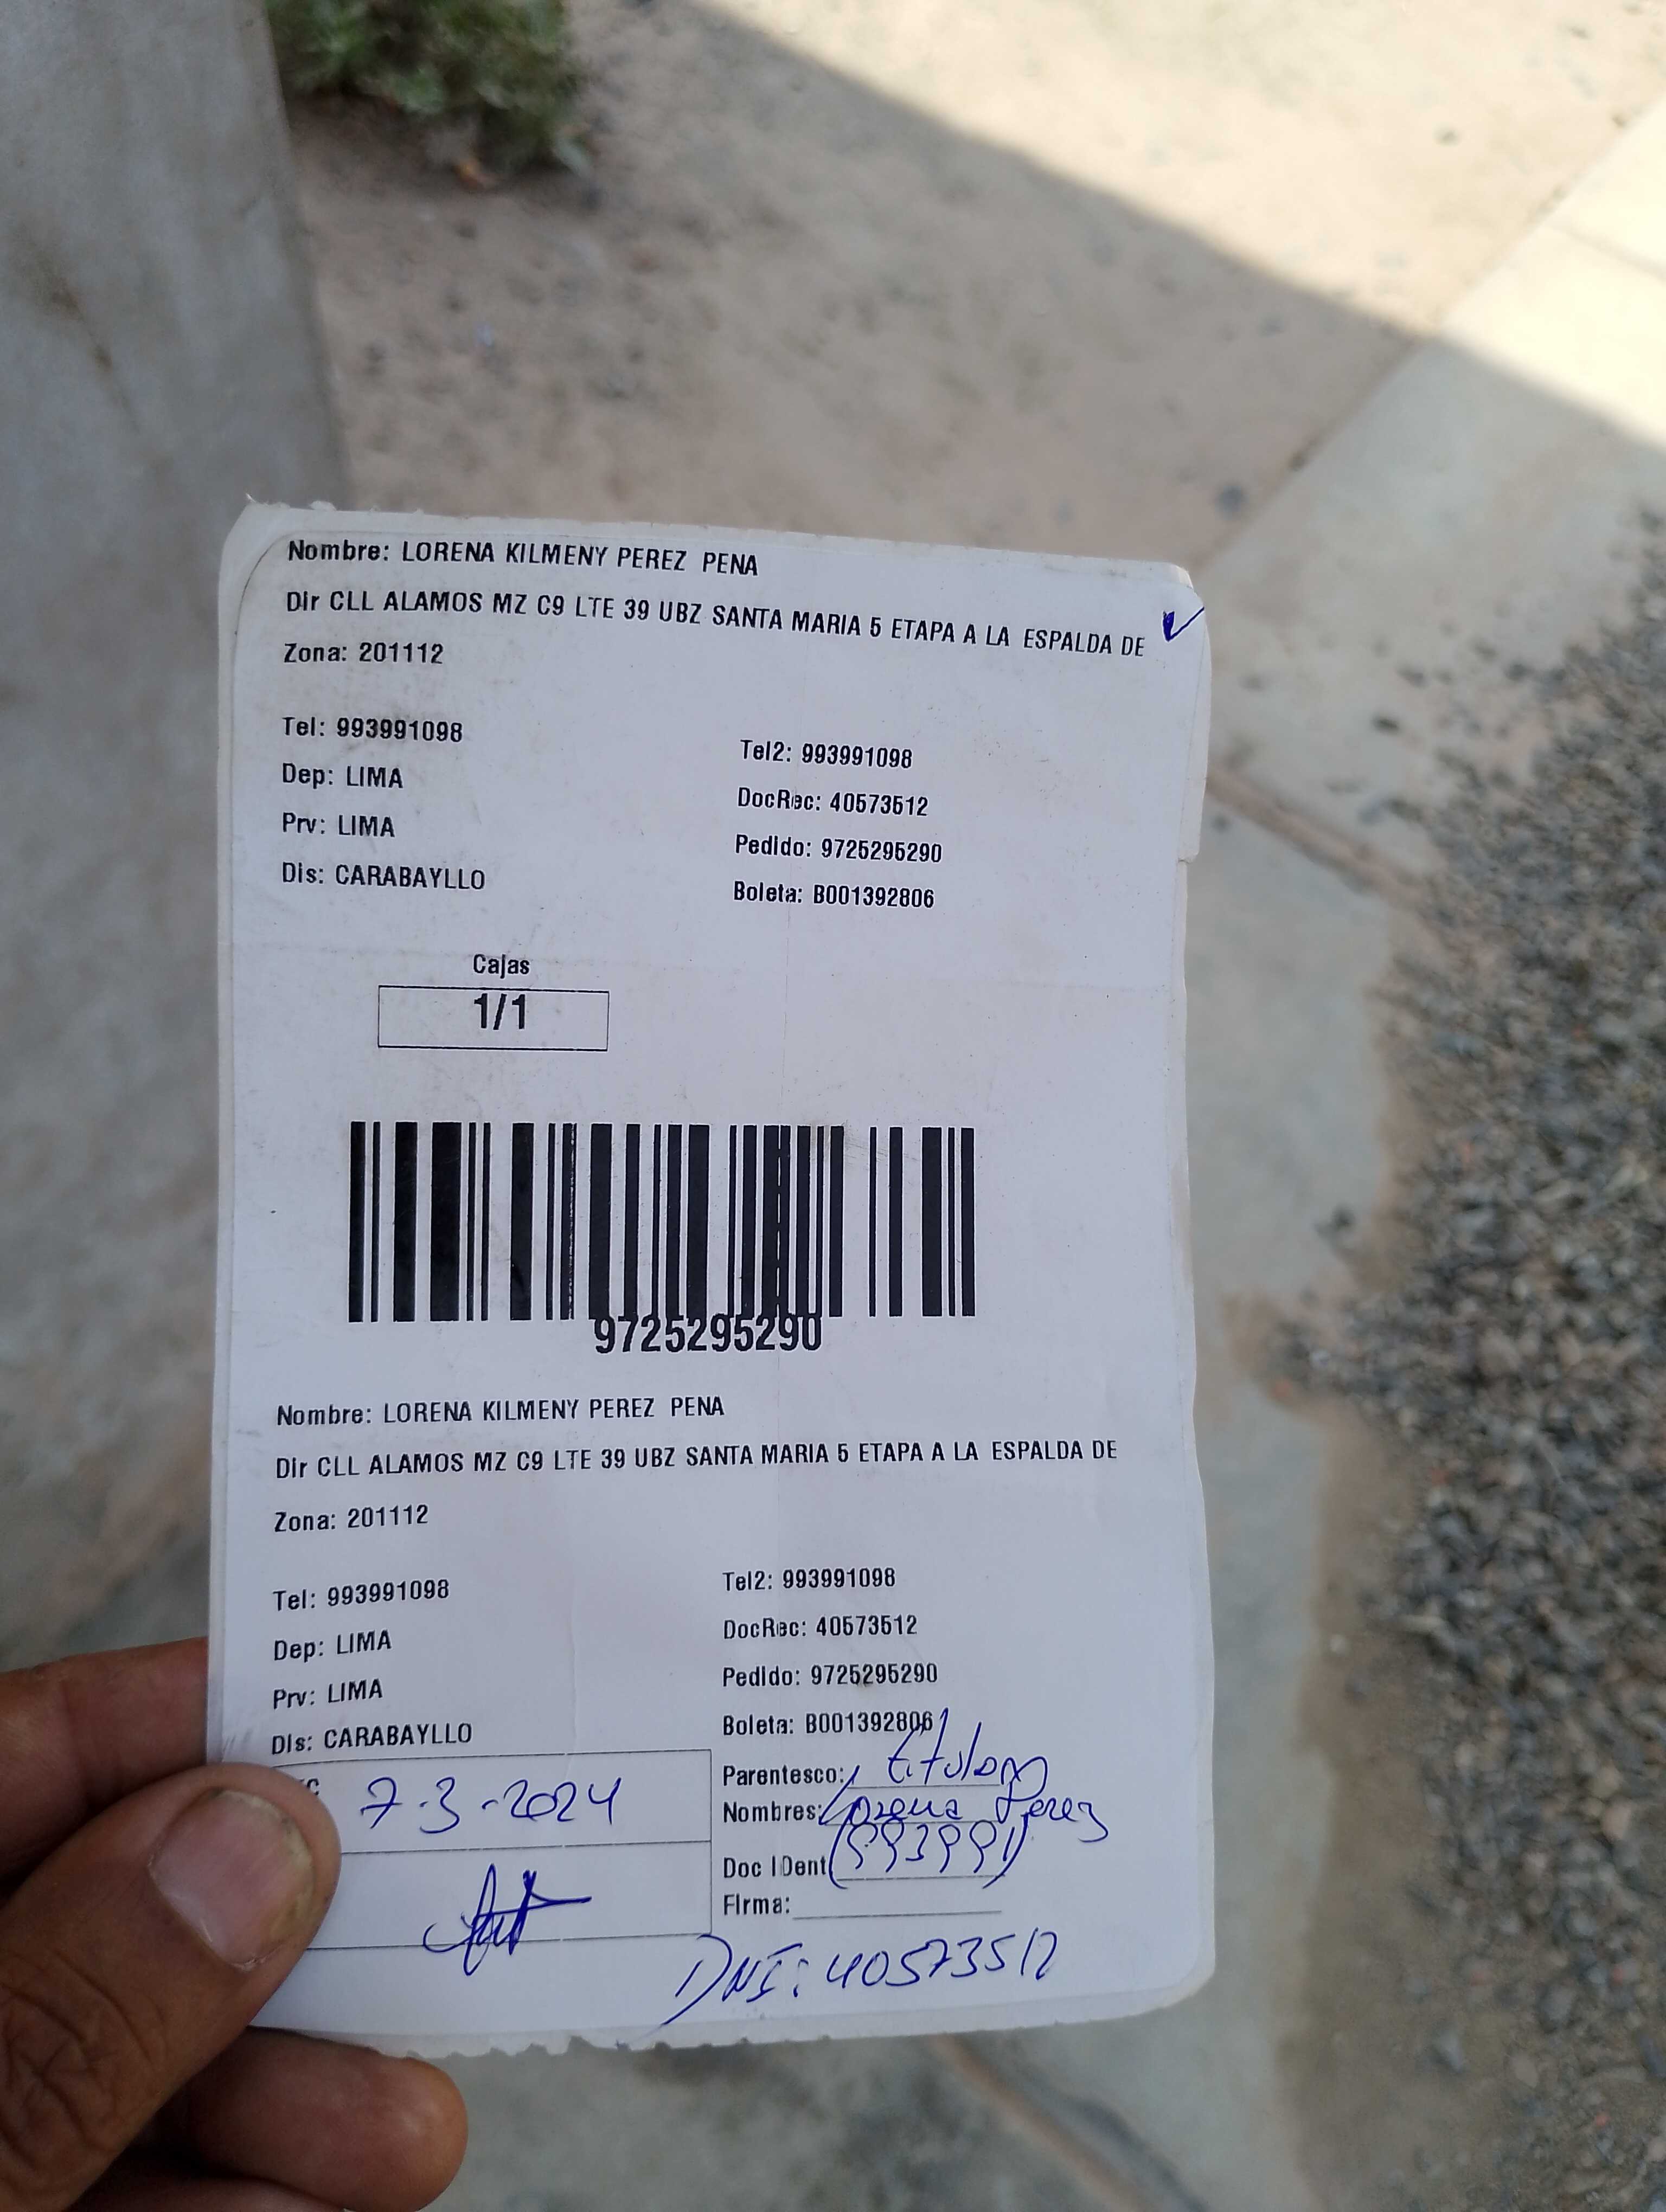 Nombre: LORENA KILMENY PEREZ PENA
Dir CLL ALAMOS MZ C9 LTE 39 UBZ SANTA MARIA 5 ETAPA A LA ESPALDA DE
Zona: 201112
Tel: 993991098
Tel2: 993991098
Dep: LIMA
DocRec: 40573512
Prv: LIMA
Pedido: 9725295290
Dis: CARABAYLLO
Boleta: B001392806
Cajas
1/1
9725295290
Nombre: LORENA KILMENY PEREZ PENA
Dir CLL ALAMOS MZ C9 LTE 39 UBZ SANTA MARIA 5 ETAPA A LA ESPALDA DE
Zona: 201112
Tel: 993991098
Tel2: 993991098
Dep: LIMA
DocRec: 40573512
Prv: LIMA
Pedido: 9725295290
Dis: CARABAYLLO
Boleta: B001392806
7-3-2024
Parentesco: titular
Nombres: Lorena Perez
Doc IDent (993991)
Firma:
DNI: 40573512